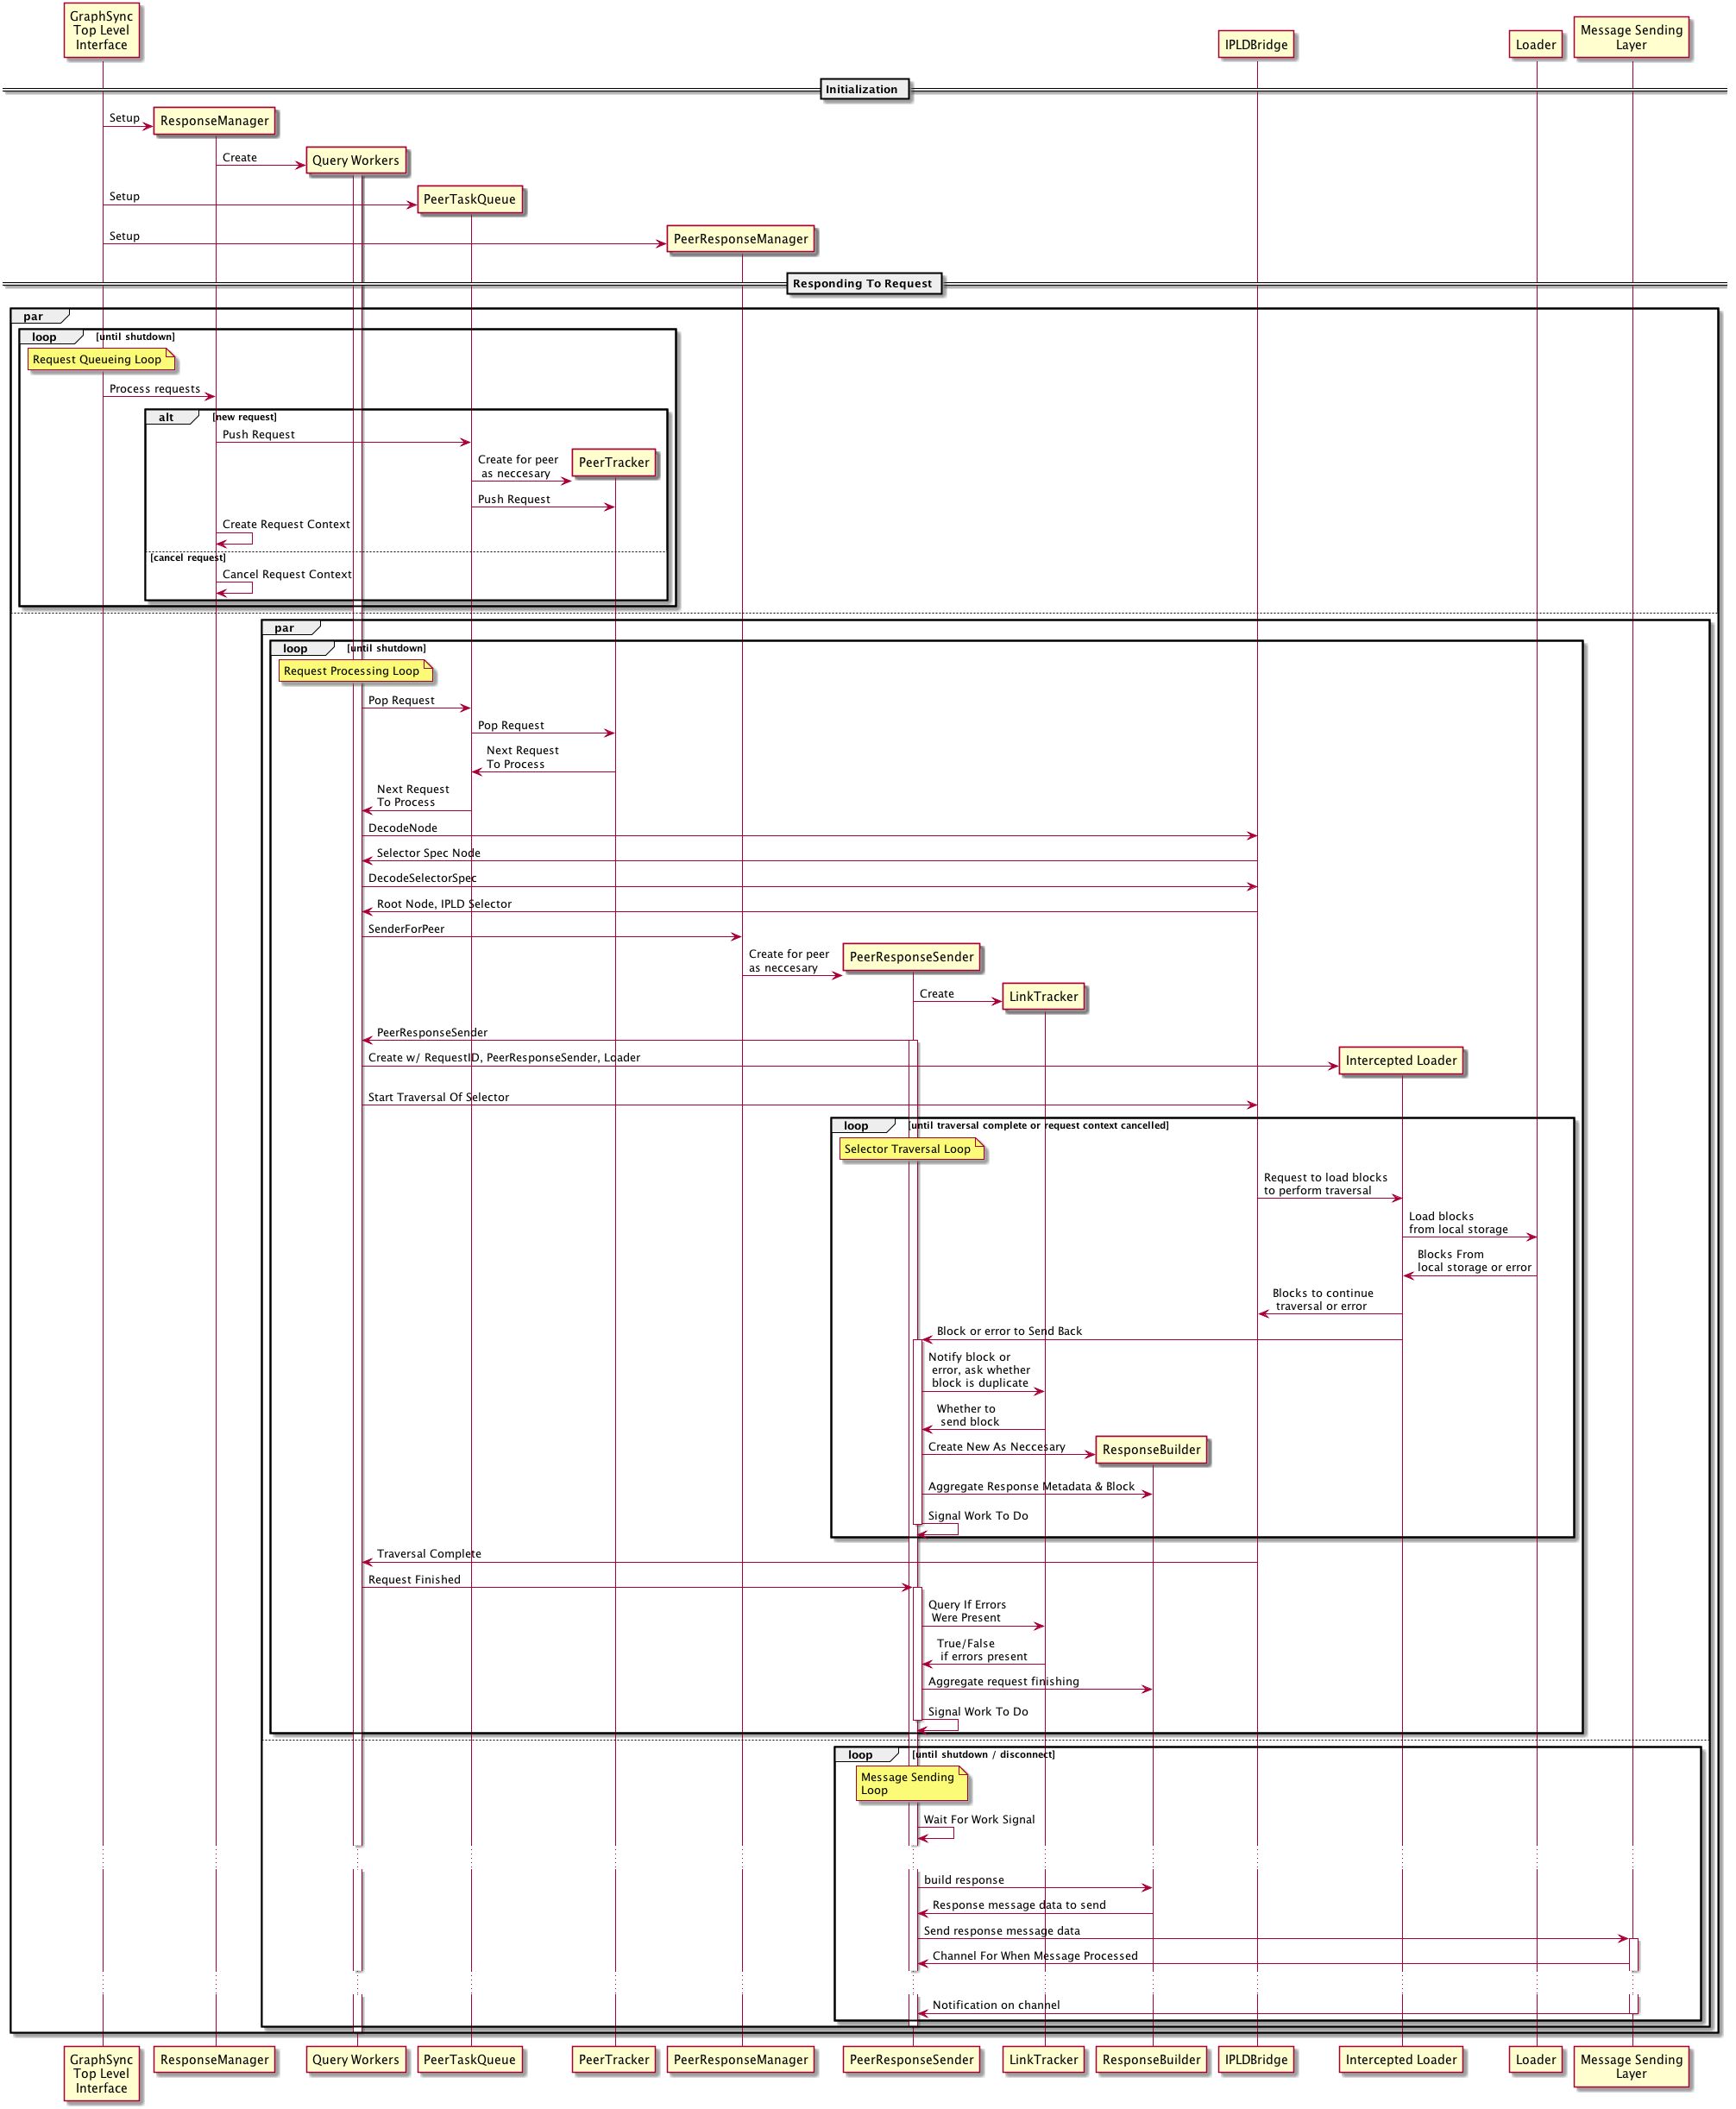 GraphSync
Top Level
Interface
IPLDBridge
Loader
Message Sending
Layer
Initialization
Setup
ResponseManager
Create
Query Workers
Setup
PeerTaskQueue
Setup
PeerResponseManager
Responding To Request
par
loop
[until shutdown]
Request Queueing Loop
Process requests
alt
[new request]
Push Request
Create for peer
as neccesary
PeerTracker
Push Request
Create Request Context
[cancel request]
Cancel Request Context
par
loop
[until shutdown]
Request Processing Loop
Pop Request
Pop Request
Next Request
To Process
Next Request
To Process
DecodeNode
Selector Spec Node
DecodeSelectorSpec
Root Node, IPLD Selector
SenderForPeer
Create for peer
as neccesary
PeerResponseSender
Create
LinkTracker
PeerResponseSender
Create w/ RequestID, PeerResponseSender, Loader
Intercepted Loader
Start Traversal Of Selector
loop
[until traversal complete or request context cancelled]
Selector Traversal Loop
Request to load blocks
to perform traversal
Load blocks
from local storage
Blocks From
local storage or error
Blocks to continue
traversal or error
Block or error to Send Back
Notify block or
error, ask whether
block is duplicate
Whether to
send block
Create New As Neccesary
ResponseBuilder
Aggregate Response Metadata & Block
Signal Work To Do
Traversal Complete
Request Finished
Query If Errors
Were Present
True/False
if errors present
Aggregate request finishing
Signal Work To Do
loop
[until shutdown / disconnect]
Message Sending
Loop
Wait For Work Signal
build response
Response message data to send
Send response message data
Channel For When Message Processed
Notification on channel
GraphSync
Top Level
Interface
ResponseManager
Query Workers
PeerTaskQueue
PeerTracker
PeerResponseManager
PeerResponseSender
LinkTracker
ResponseBuilder
IPLDBridge
Intercepted Loader
Loader
Message Sending
Layer